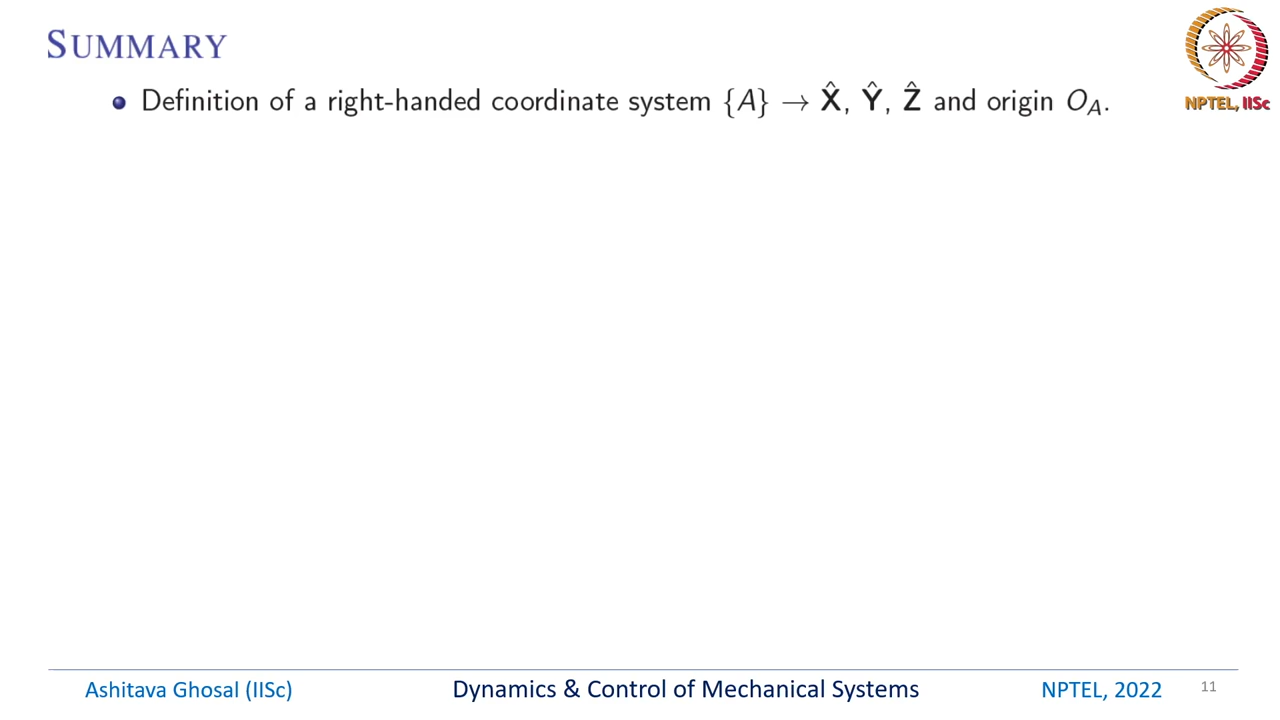 SUMMARY
Definition of a right-handed coordinate system {A} → X̂, Ŷ, Ẑ and origin O_A.
NPTEL, IISc
Ashitava Ghosal (IISc) Dynamics & Control of Mechanical Systems NPTEL, 2022 11